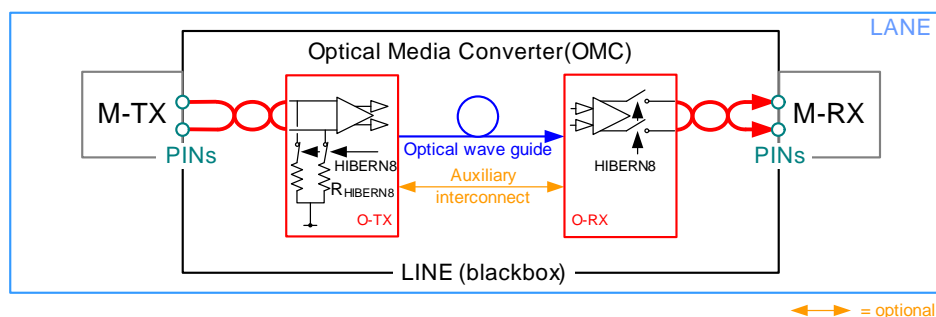 LANE
Optical Media Converter(OMC)
M-TX
M-RX
PINs
PINs
Optical wave guide
HIBERN8
HIBERN8
RHIBERN8
Auxiliary
interconnect
O-TX
O-RX
LINE (blackbox)
= optional